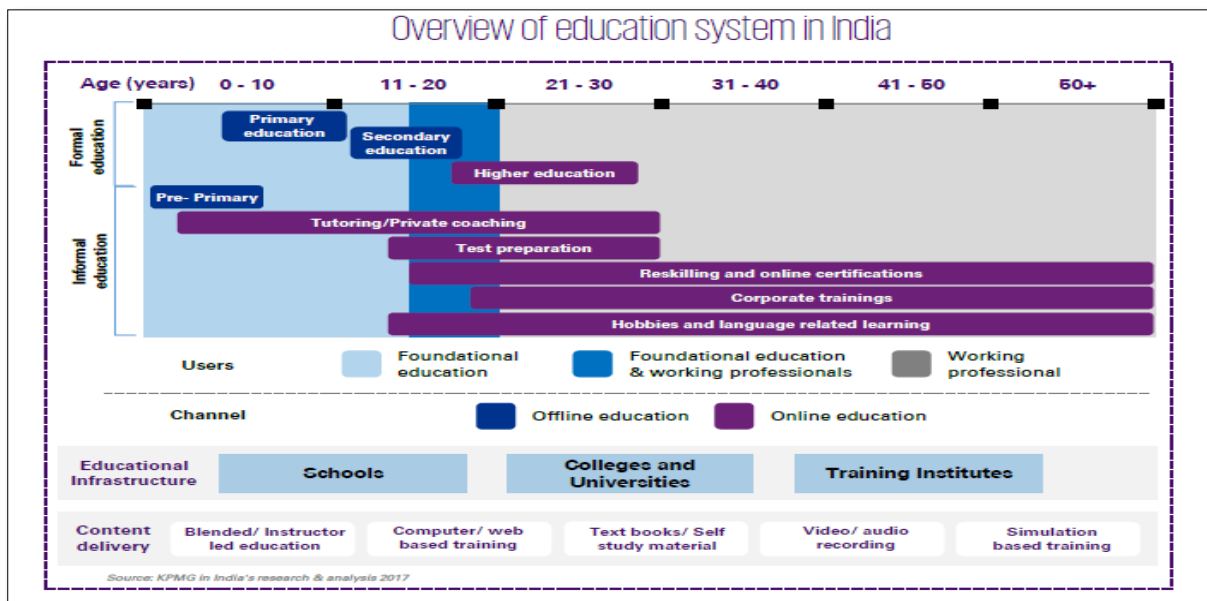 Overview of education system in India
Age (years) 0 - 10 11 - 20 21 - 30 31 - 40 41 - 50 50+
Formal
education
Primary
education
Secondary
education
Higher education
Informal
education
Pre- Primary
Tutoring/Private coaching
Test preparation
Reskilling and online certifications
Corporate trainings
Hobbies and language related learning
Users
Foundational
education
Foundational education
& working professionals
Working
professional
Channel
Offline education
Online education
Educational
Infrastructure
Schools
Colleges and
Universities
Training Institutes
Content
delivery
Blended/ Instructor
led education
Computer/ web
based training
Text books/ Self
study material
Video/ audio
recording
Simulation
based training
Source: KPMG in India's research & analysis 2017